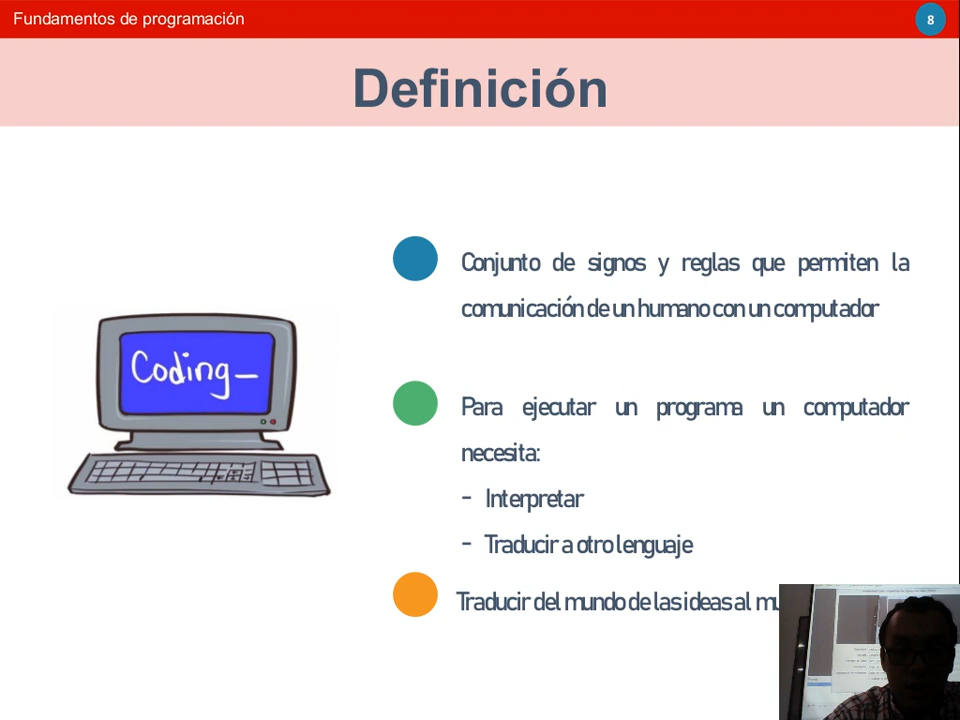 Fundamentos de programación
8
Definición
Conjunto de signos y reglas que permiten la
comunicación de un humano con un computador
Coding_
Para ejecutar un programa un computador
necesita:
- Interpretar
- Traducir a otro lenguaje
Traducir del mundo de las ideas al